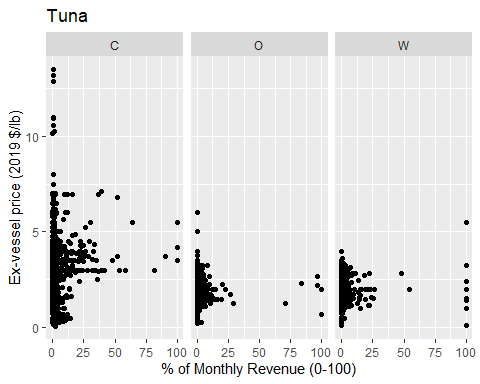 Tuna
C O W
10
5
0
0 25 50 75 100 0 25 50 75 100 0 25 50 75 100
Ex-vessel price (2019 $/lb)
% of Monthly Revenue (0-100)